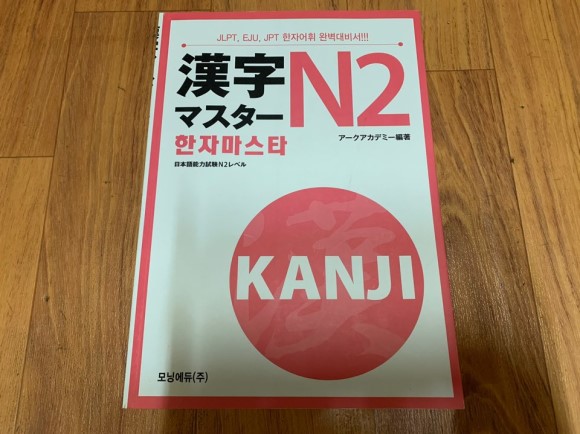 JLPT, EJU, JPT 한자어휘 완벽대비서!!!
漢字
マスター
N2
アークアカデミー編著
한자마스타
日本語能力試験N2レベル
KANJI
모닝에듀(주)